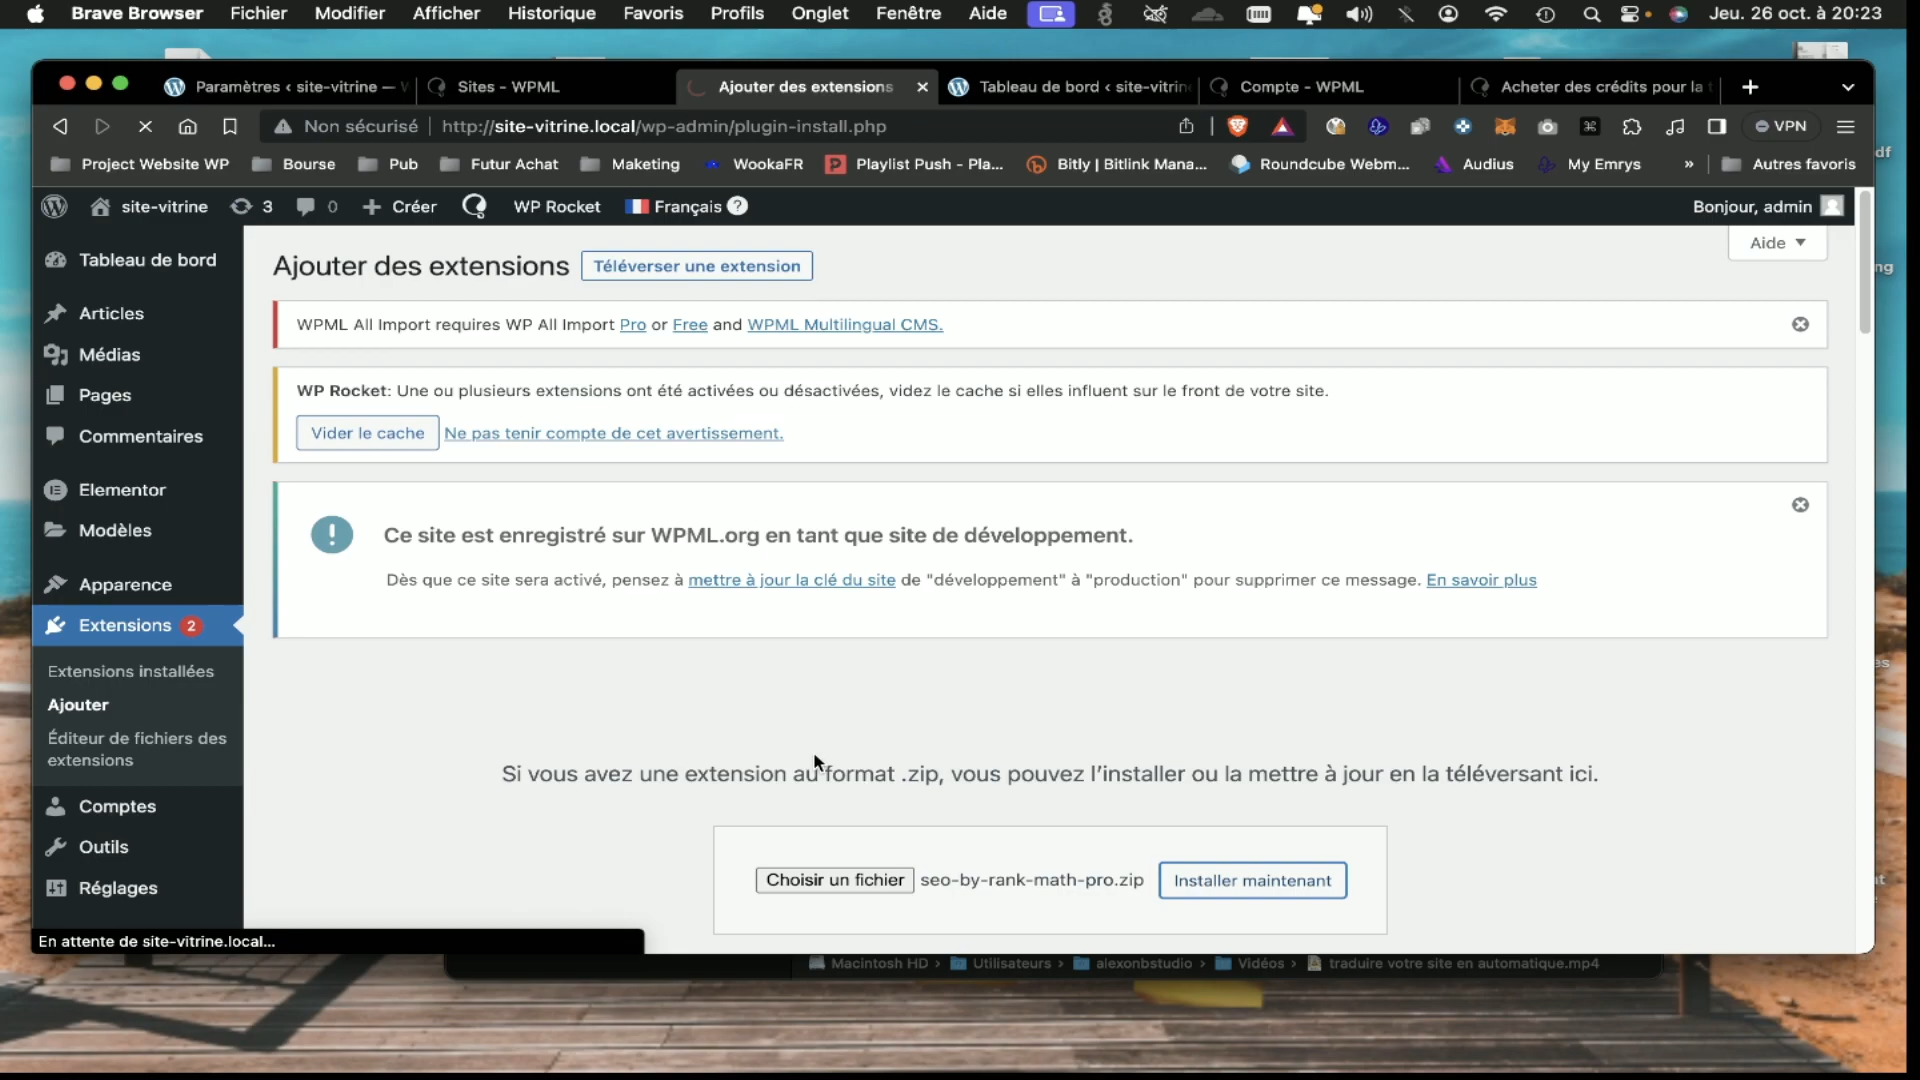 Brave Browser Fichier Modifier Afficher Historique Favoris Profils Onglet Fenêtre Aide Jeu. 26 oct. à 20:23
Paramètres ‹ site-vitrine — Sites - WPML Ajouter des extensions Tableau de bord ‹ site-vitrin Compte - WPML Acheter des crédits pour la
Non sécurisé http://site-vitrine.local/wp-admin/plugin-install.php VPN
Project Website WP Bourse Pub Futur Achat Maketing WookaFR Playlist Push - Pla... Bitly | Bitlink Mana... Roundcube Webm... Audius My Emrys » Autres favoris
site-vitrine 3 0 + Créer WP Rocket Français Bonjour, admin
Aide
Tableau de bord
Articles
Médias
Pages
Commentaires
Elementor
Modèles
Apparence
Extensions 2
Extensions installées
Ajouter
Éditeur de fichiers des
extensions
Comptes
Outils
Réglages
Ajouter des extensions Téléverser une extension
WPML All Import requires WP All Import Pro or Free and WPML Multilingual CMS.
WP Rocket: Une ou plusieurs extensions ont été activées ou désactivées, videz le cache si elles influent sur le front de votre site.
Vider le cache Ne pas tenir compte de cet avertissement.
Ce site est enregistré sur WPML.org en tant que site de développement.
Dès que ce site sera activé, pensez à mettre à jour la clé du site de "développement" à "production" pour supprimer ce message. En savoir plus
Si vous avez une extension au format .zip, vous pouvez l'installer ou la mettre à jour en la téléversant ici.
Choisir un fichier seo-by-rank-math-pro.zip Installer maintenant
En attente de site-vitrine.local...
Macintosh HD › Utilisateurs › alexonbstudio › Vidéos › traduire votre site en automatique.mp4